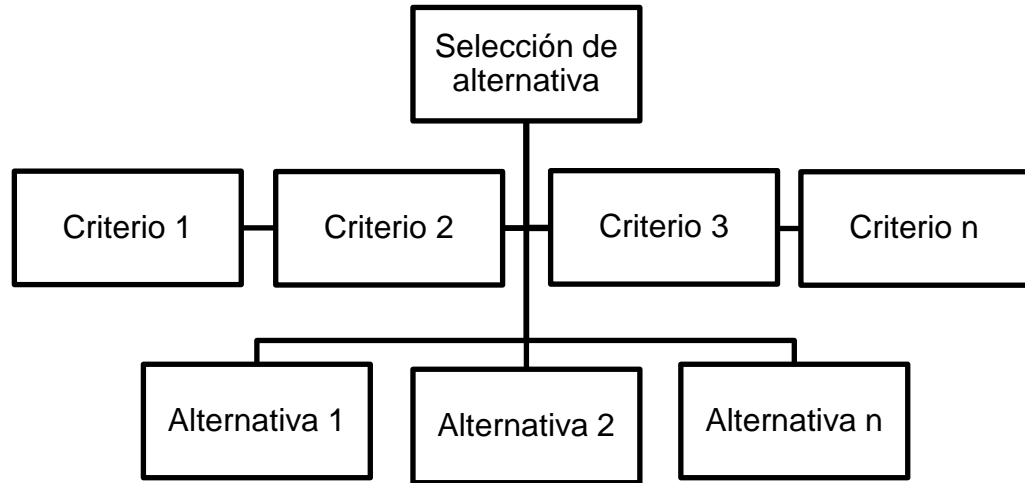 Selección de
alternativa
Criterio 1
Criterio 2
Criterio 3
Criterio n
Alternativa 1
Alternativa 2
Alternativa n